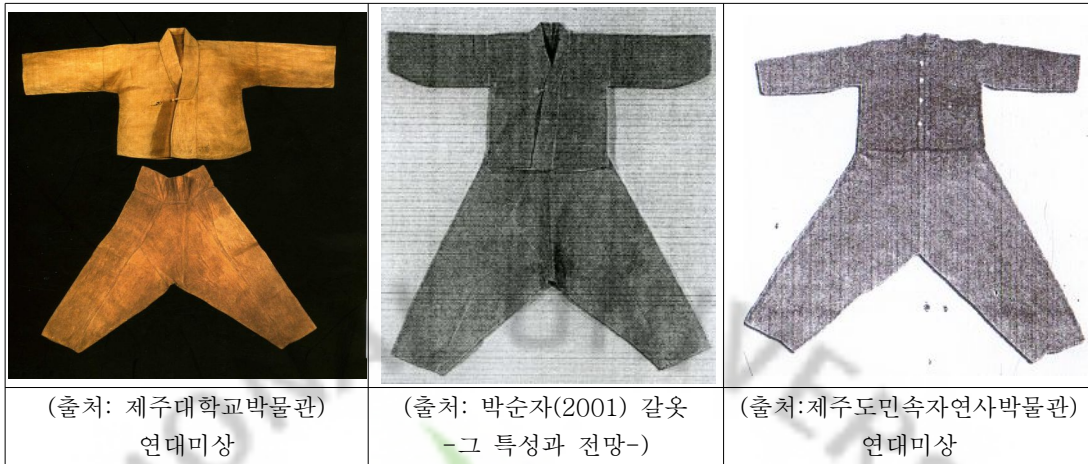 (출처: 제주대학교박물관)
연대미상
(출처: 박순자(2001) 갈옷
-그 특성과 전망-)
(출처:제주도민속자연사박물관)
연대미상